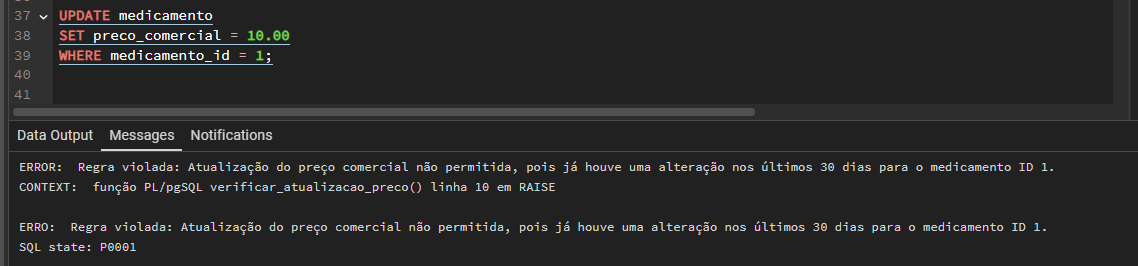 37 UPDATE medicamento
38 SET preco_comercial = 10.00
39 WHERE medicamento_id = 1;
40
41
Data Output Messages Notifications
ERROR:  Regra violada: Atualização do preço comercial não permitida, pois já houve uma alteração nos últimos 30 dias para o medicamento ID 1.
CONTEXT:  função PL/pgSQL verificar_atualizacao_preco() linha 10 em RAISE
ERRO:  Regra violada: Atualização do preço comercial não permitida, pois já houve uma alteração nos últimos 30 dias para o medicamento ID 1.
SQL state: P0001